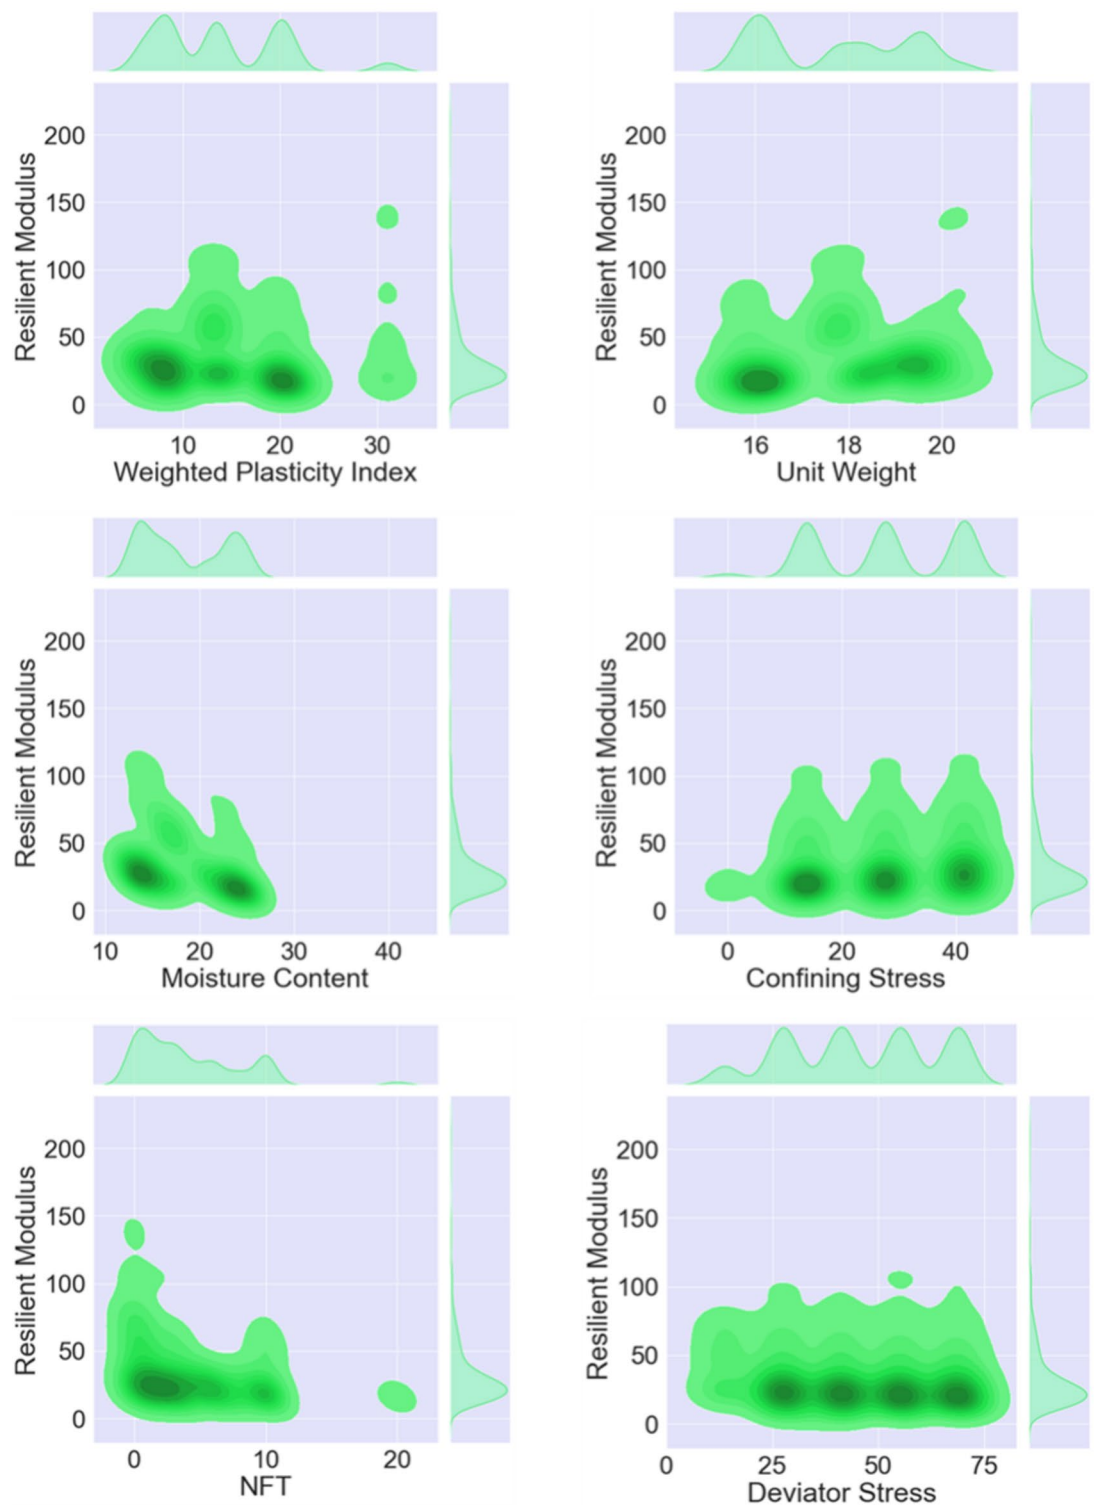 Resilient Modulus
200
150
100
50
0
10 20 30
Weighted Plasticity Index
Resilient Modulus
200
150
100
50
0
16 18 20
Unit Weight
Resilient Modulus
200
150
100
50
0
10 20 30 40
Moisture Content
Resilient Modulus
200
150
100
50
0
0 20 40
Confining Stress
Resilient Modulus
200
150
100
50
0
0 10 20
NFT
Resilient Modulus
200
150
100
50
0
0 25 50 75
Deviator Stress